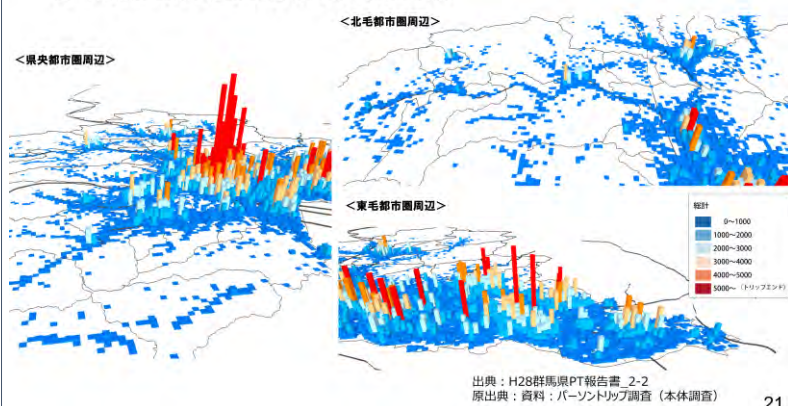 <北毛都市圏周辺>
<県央都市圏周辺>
<東毛都市圏周辺>
総計
0~1000
1000~2000
2000~3000
3000~4000
4000~5000
5000~ (トリップエンド)
出典：H28群馬県PT報告書_2-2
原出典：資料：パーソントリップ調査（本体調査）
21